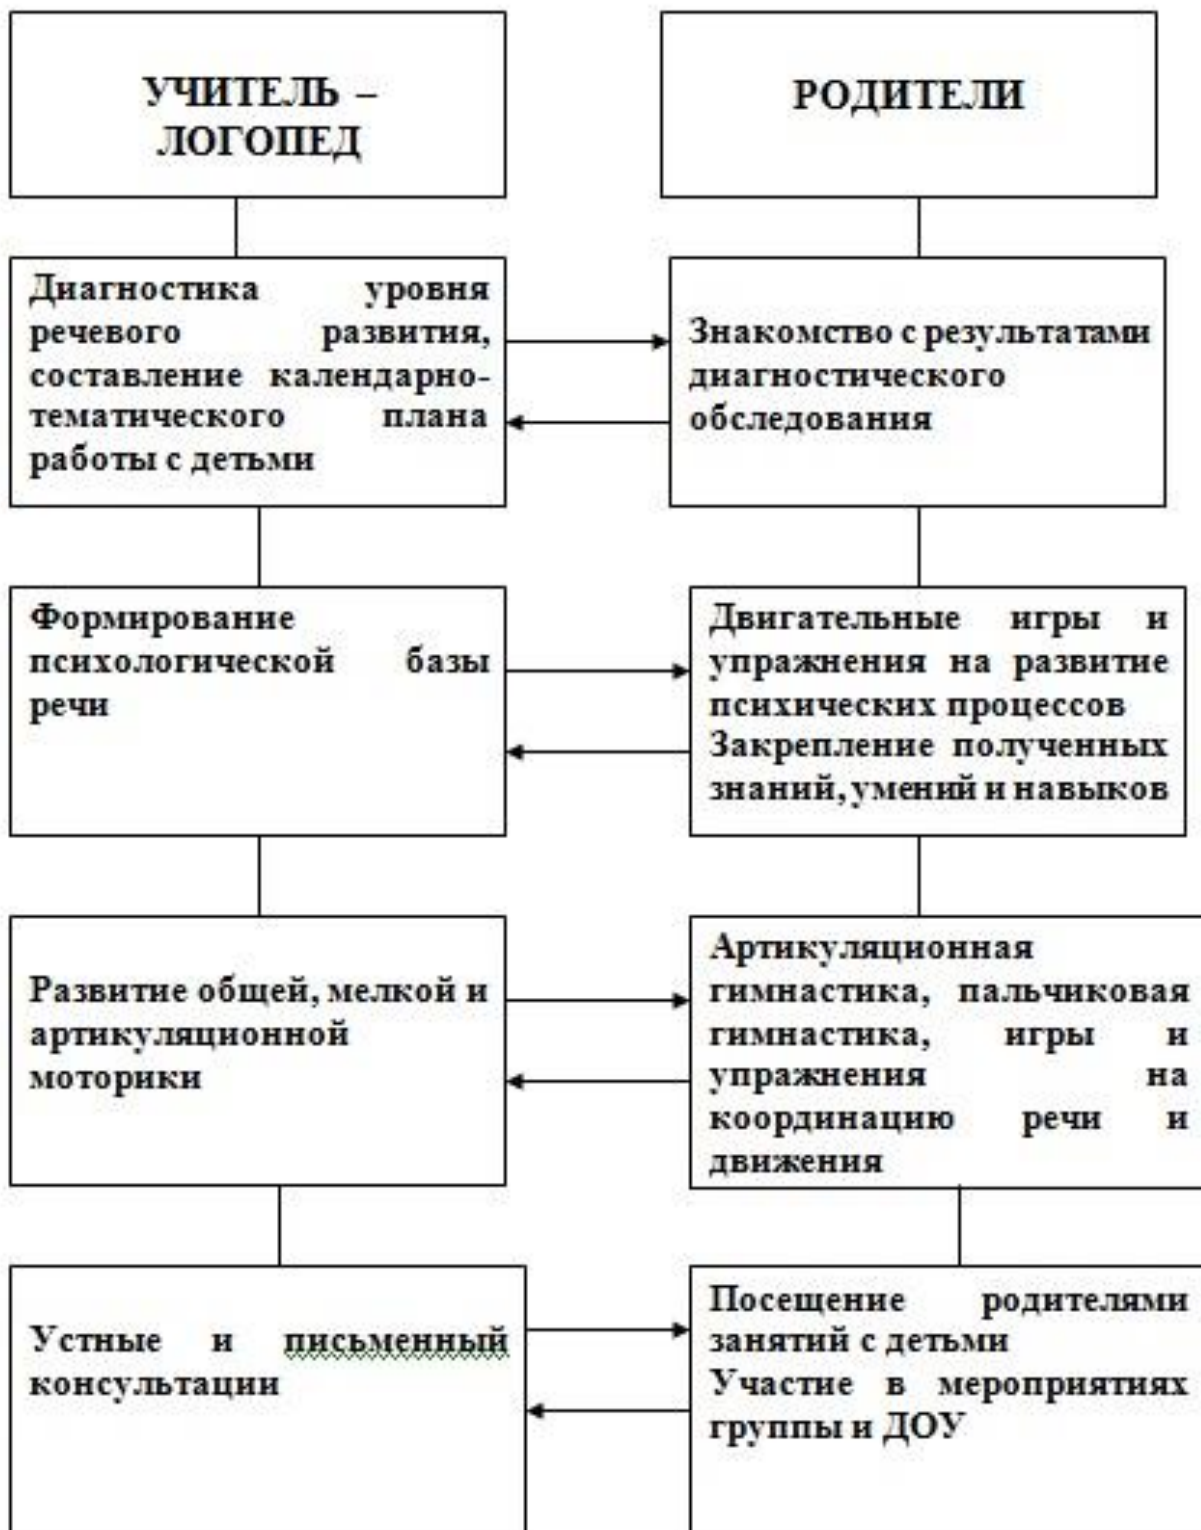 УЧИТЕЛЬ –
ЛОГОПЕД
РОДИТЕЛИ
Диагностика уровня
речевого развития,
составление календарно-
тематического плана
работы с детьми
Знакомство с результатами
диагностического
обследования
Формирование
психологической базы
речи
Двигательные игры и
упражнения на развитие
психических процессов
Закрепление полученных
знаний, умений и навыков
Развитие общей, мелкой и
артикуляционной
моторики
Артикуляционная
гимнастика, пальчиковая
гимнастика, игры и
упражнения на
координацию речи и
движения
Устные и письменный
консультации
Посещение родителями
занятий с детьми
Участие в мероприятиях
группы и ДОУ